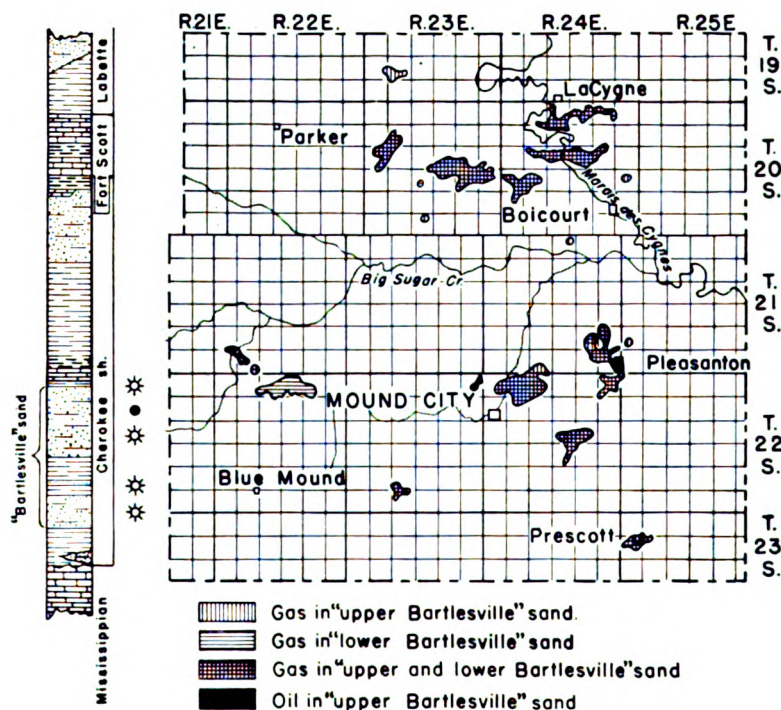 R.21E. R.22E. R.23E. R.24E. R.25E.
T.
19
S.
LaCygne
Parker
T.
20
S.
Marais des Cygnes
Boicourt
Big Sugar Cr.
T.
21
S.
Pleasanton
MOUND CITY
T.
22
S.
Blue Mound
Prescott
T.
23
S.
Labette
Fort Scott
Cherokee sh.
"Bartlesville" sand
Mississippian
Gas in "upper Bartlesville" sand.
Gas in "lower Bartlesville" sand
Gas in "upper and lower Bartlesville" sand
Oil in "upper Bartlesville" sand